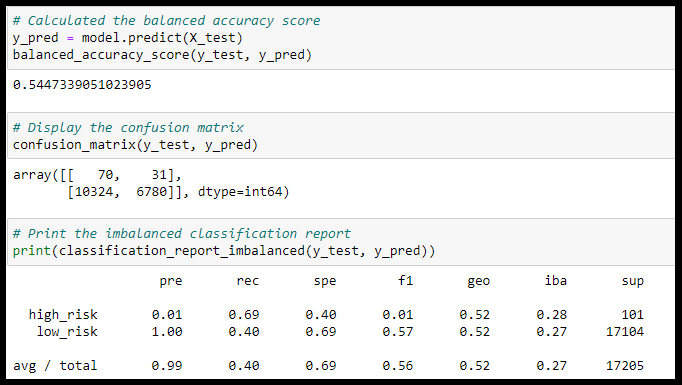 # Calculated the balanced accuracy score
y_pred = model.predict(X_test)
balanced_accuracy_score(y_test, y_pred)
0.5447339051023905
# Display the confusion matrix
confusion_matrix(y_test, y_pred)
array([[   70,    31],
       [10324,  6780]], dtype=int64)
# Print the imbalanced classification report
print(classification_report_imbalanced(y_test, y_pred))
                   pre       rec       spe        f1       geo       iba       sup
  high_risk       0.01      0.69      0.40      0.01      0.52      0.28       101
   low_risk       1.00      0.40      0.69      0.57      0.52      0.27     17104
avg / total       0.99      0.40      0.69      0.56      0.52      0.27     17205